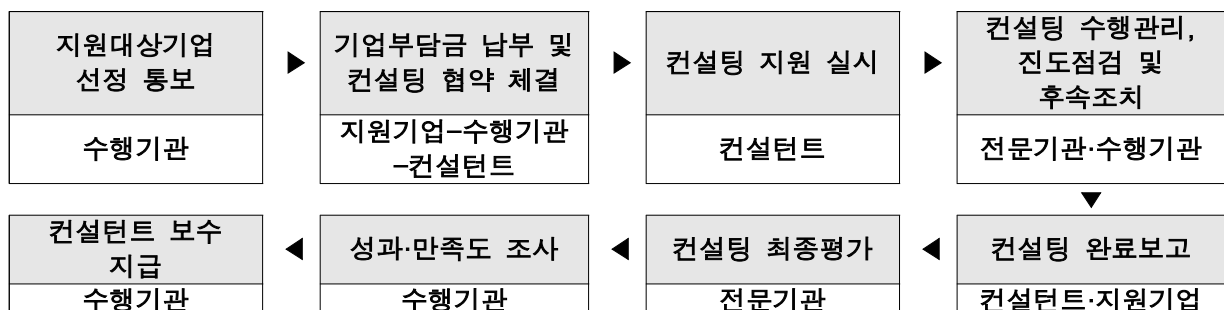 지원대상기업
선정 통보
수행기관
▶
기업부담금 납부 및
컨설팅 협약 체결
지원기업–수행기관
–컨설턴트
▶
컨설팅 지원 실시
컨설턴트
▶
컨설팅 수행관리,
진도점검 및
후속조치
전문기관·수행기관
▼
컨설팅 완료보고
컨설턴트·지원기업
◀
컨설팅 최종평가
전문기관
◀
성과·만족도 조사
수행기관
◀
컨설턴트 보수
지급
수행기관